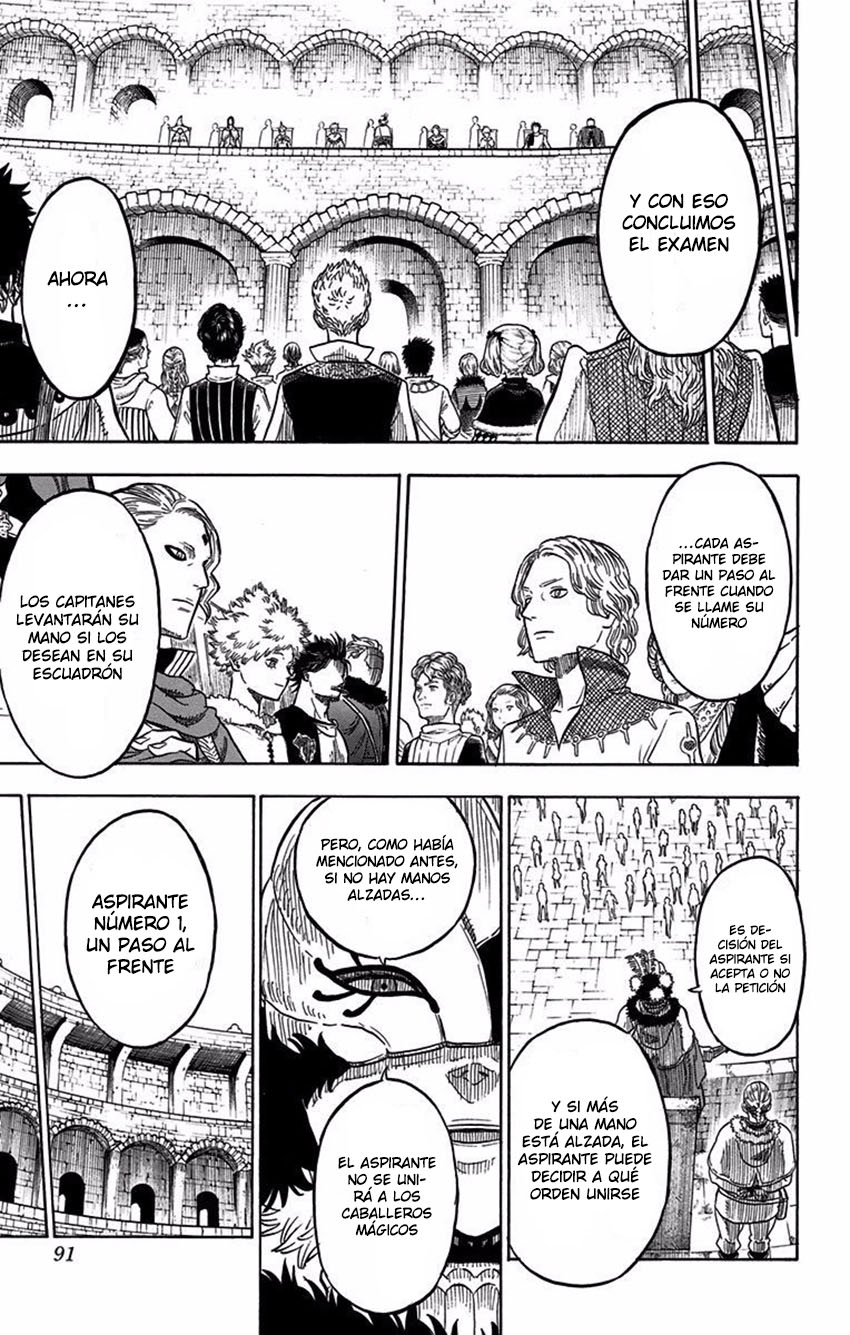 Y CON ESO
CONCLUIMOS
EL EXAMEN
AHORA
...
...CADA AS-
PIRANTE DEBE
DAR UN PASO AL
FRENTE CUANDO
SE LLAME SU
NÚMERO
LOS CAPITANES
LEVANTARÁN SU
MANO SI LOS
DESEAN EN SU
ESCUADRÓN
ES DE-
CISIÓN DEL
ASPIRANTE SI
ACEPTA O NO
LA PETICIÓN
Y SI MÁS
DE UNA MANO
ESTÁ ALZADA, EL
ASPIRANTE PUEDE
DECIDIR A QUÉ
ORDEN UNIRSE
PERO, COMO HABÍA
MENCIONADO ANTES,
SI NO HAY MANOS
ALZADAS...
EL ASPIRANTE
NO SE UNI-
RÁ A LOS
CABALLEROS
MÁGICOS
ASPIRANTE
NÚMERO 1,
UN PASO AL
FRENTE
91